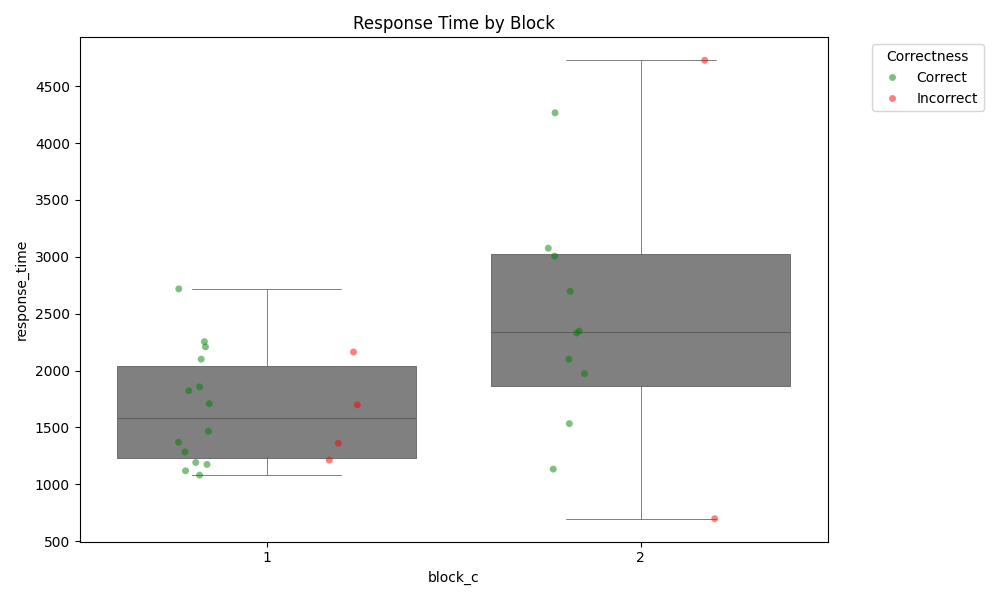 Response Time by Block
Correctness
Correct
Incorrect
response_time
4500
4000
3500
3000
2500
2000
1500
1000
500
1
2
block_c